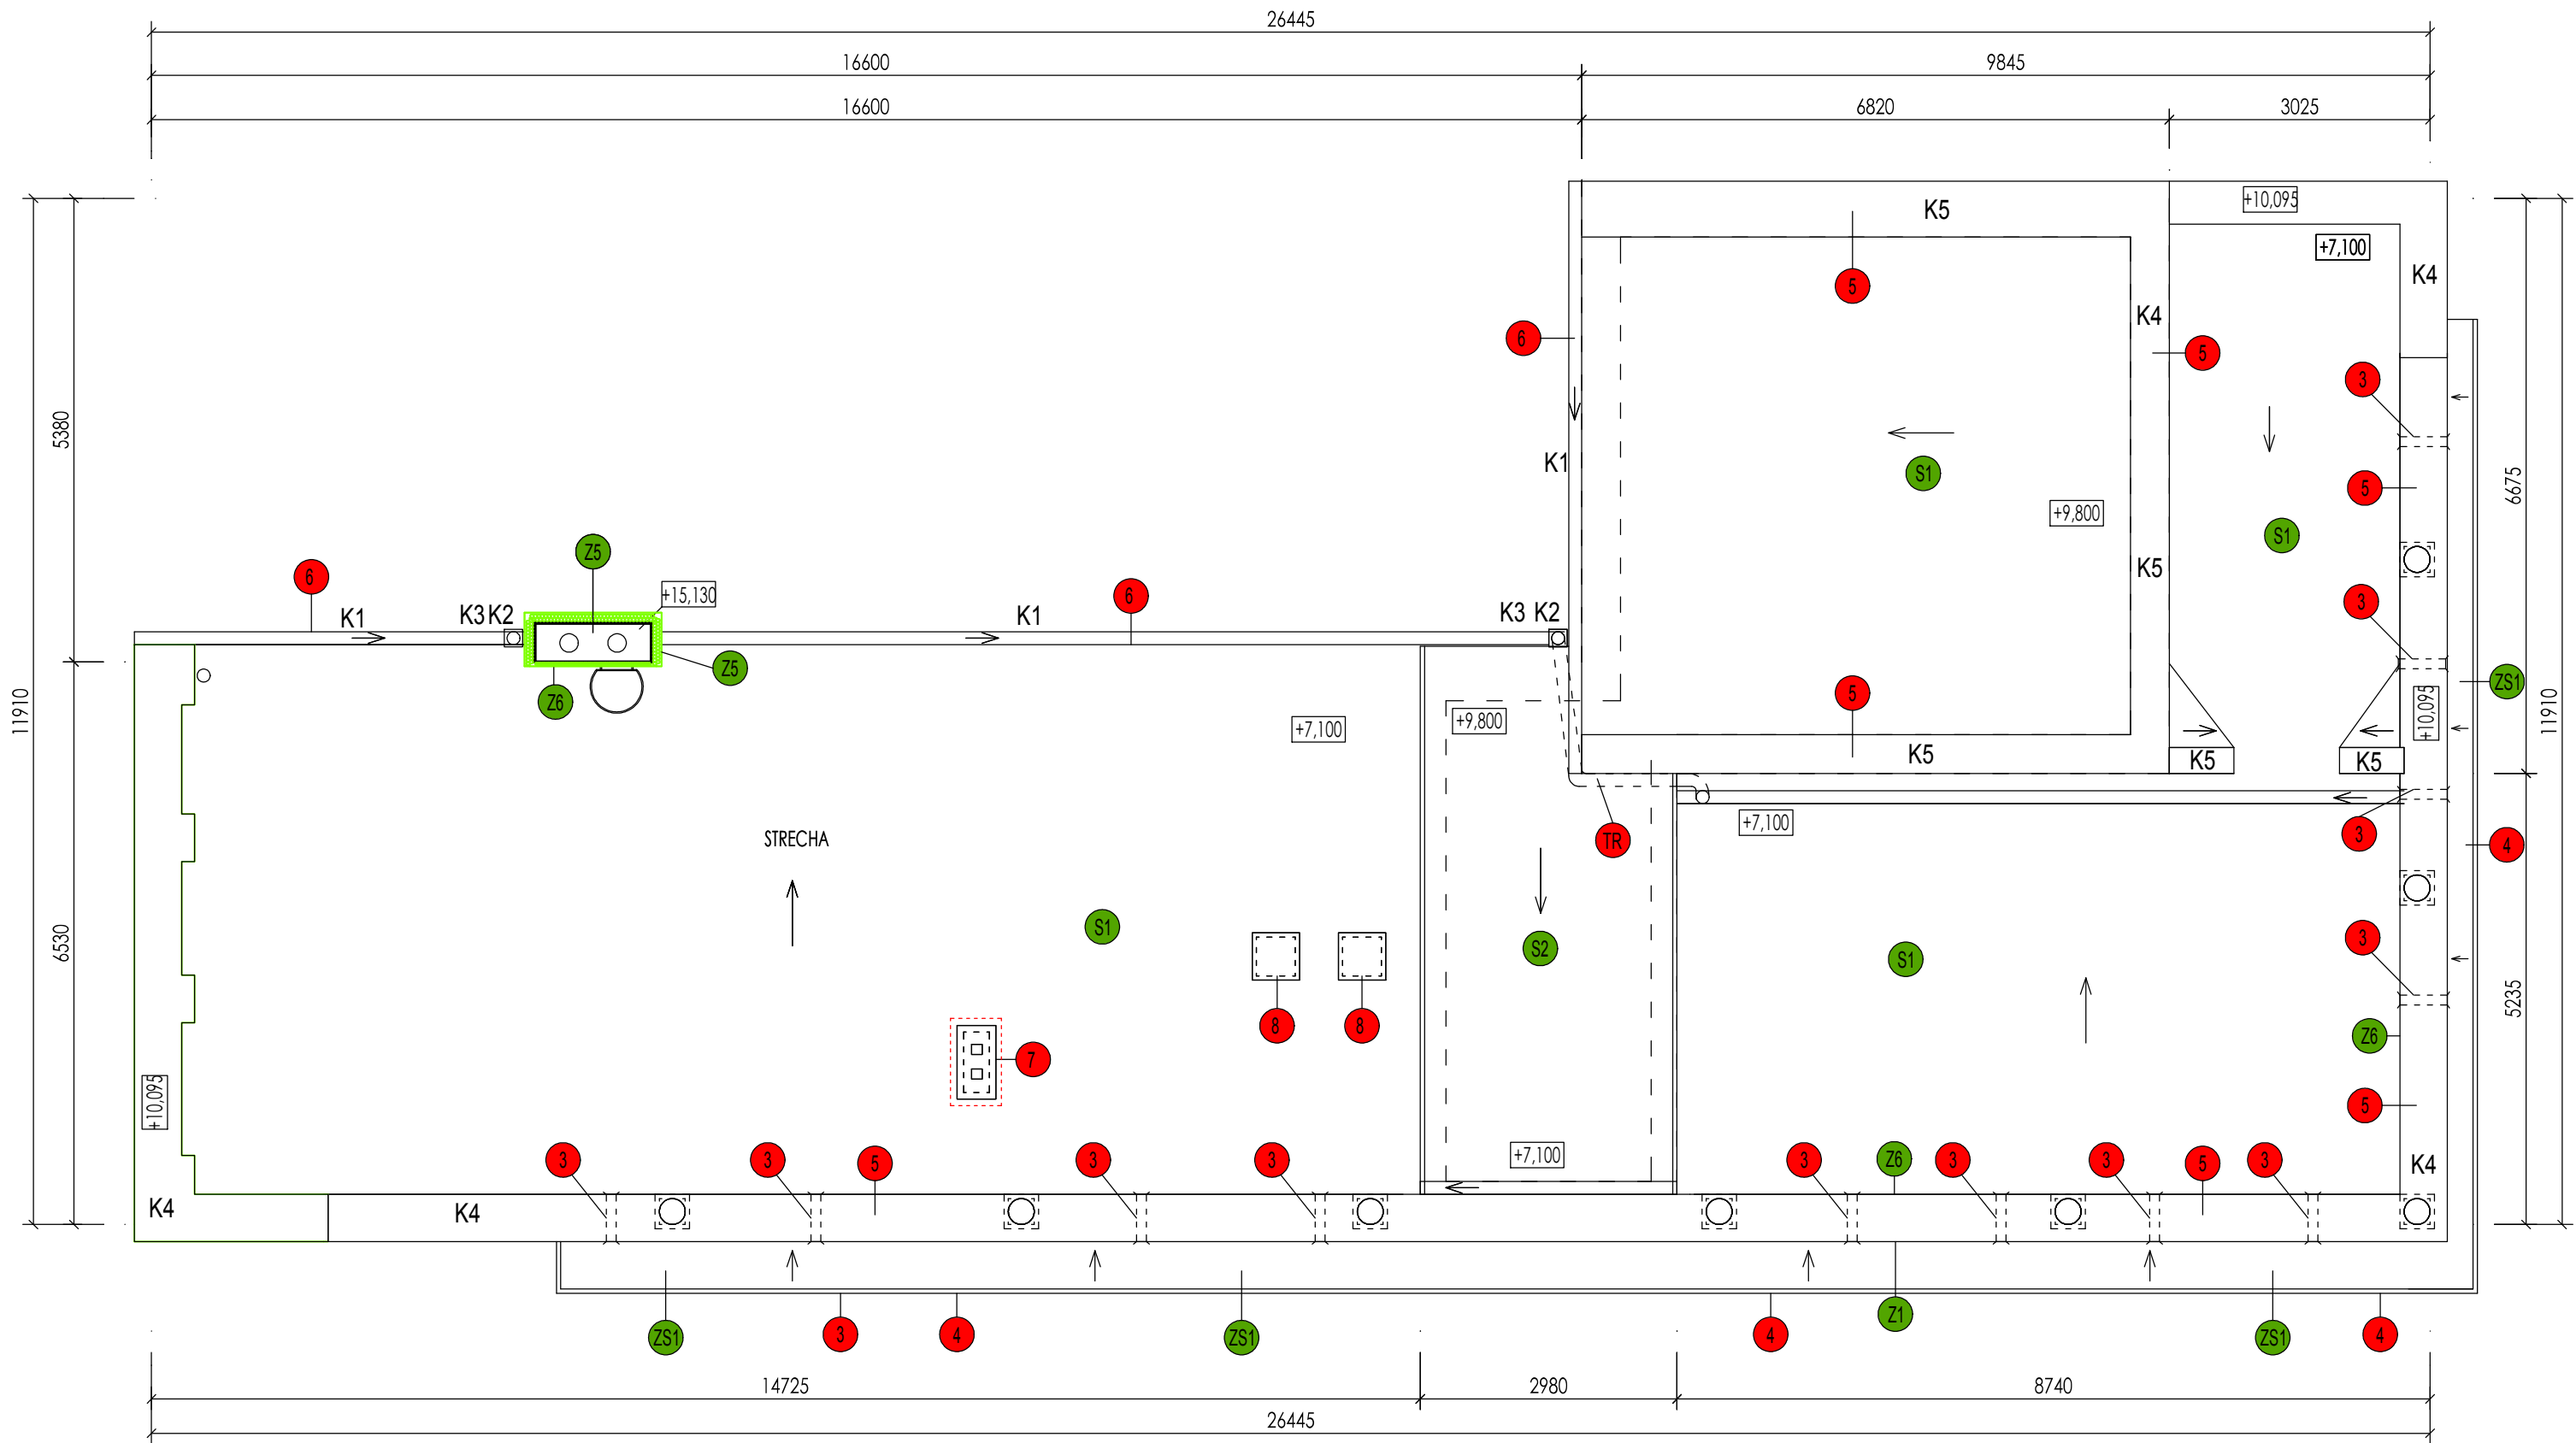 26445
16600
9845
16600
6820
3025
+10,095
K5
+7,100
K4
5
K4
6
5
3
5380
K1
S1
6675
5
+9,800
S1
Z5
K5
6
+15,130
6
3
K1
K3 K2
K1
K3 K2
Z5
Z6
ZS1
5
11910
+9,800
+10,095
11910
+7,100
K5
K5
K5
+7,100
STRECHA
TR
3
4
S1
S2
S1
3
6530
8
8
5235
7
Z6
+10,095
5
3
3
5
3
3
+7,100
3
Z6
3
3
5
3
K4
K4
K4
ZS1
3
4
ZS1
4
Z1
ZS1
4
14725
2980
8740
26445